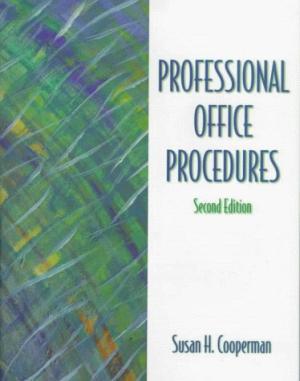 PROFESSIONAL
OFFICE
PROCEDURES
Second Edition
Susan H. Cooperman